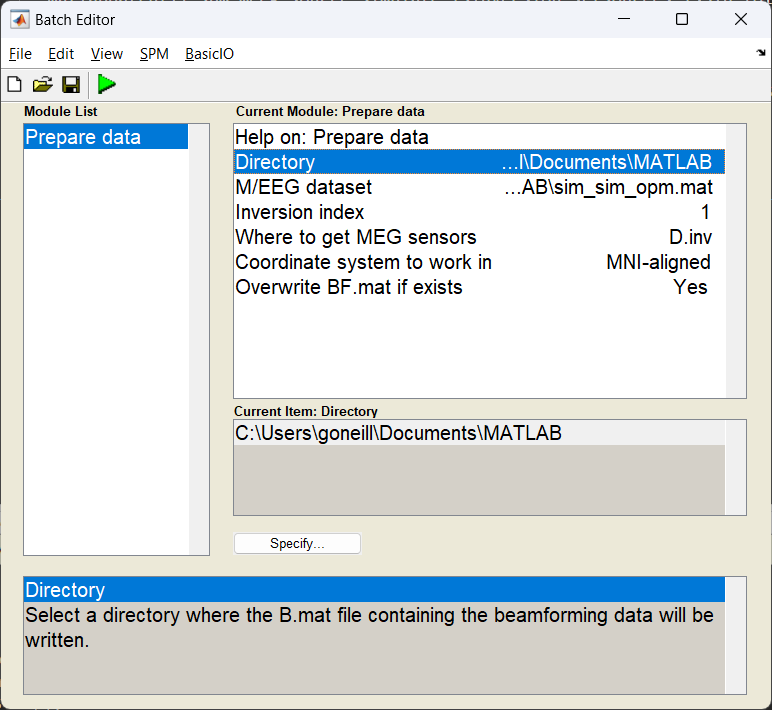 Batch Editor
File Edit View SPM BasicIO
Module List
Prepare data
Current Module: Prepare data
Help on: Prepare data
Directory ...l\Documents\MATLAB
M/EEG dataset ...AB\sim_sim_opm.mat
Inversion index 1
Where to get MEG sensors D.inv
Coordinate system to work in MNI-aligned
Overwrite BF.mat if exists Yes
Current Item: Directory
C:\Users\goneill\Documents\MATLAB
Specify...
Directory
Select a directory where the B.mat file containing the beamforming data will be
written.